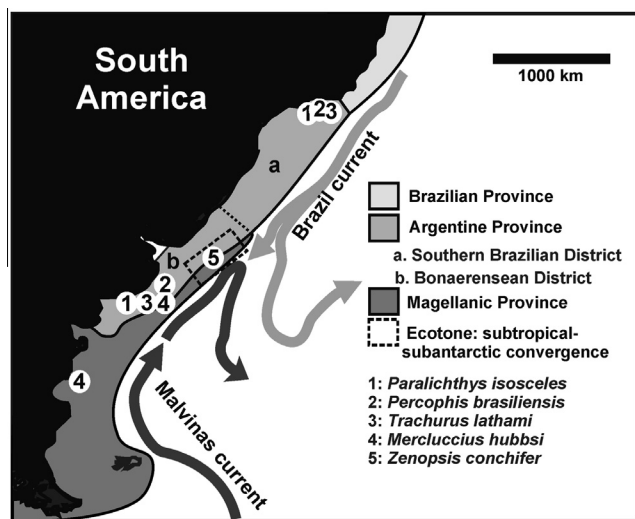 South
America
1000 km
123
a
Brazil current
Brazilian Province
Argentine Province
a. Southern Brazilian District
b. Bonaerensean District
Magellanic Province
Ecotone: subtropical-
subantarctic convergence
b
5
2
1 3 4
4
Malvinas current
1: Paralichthys isosceles
2: Percophis brasiliensis
3: Trachurus lathami
4: Mercluccius hubbsi
5: Zenopsis conchifer